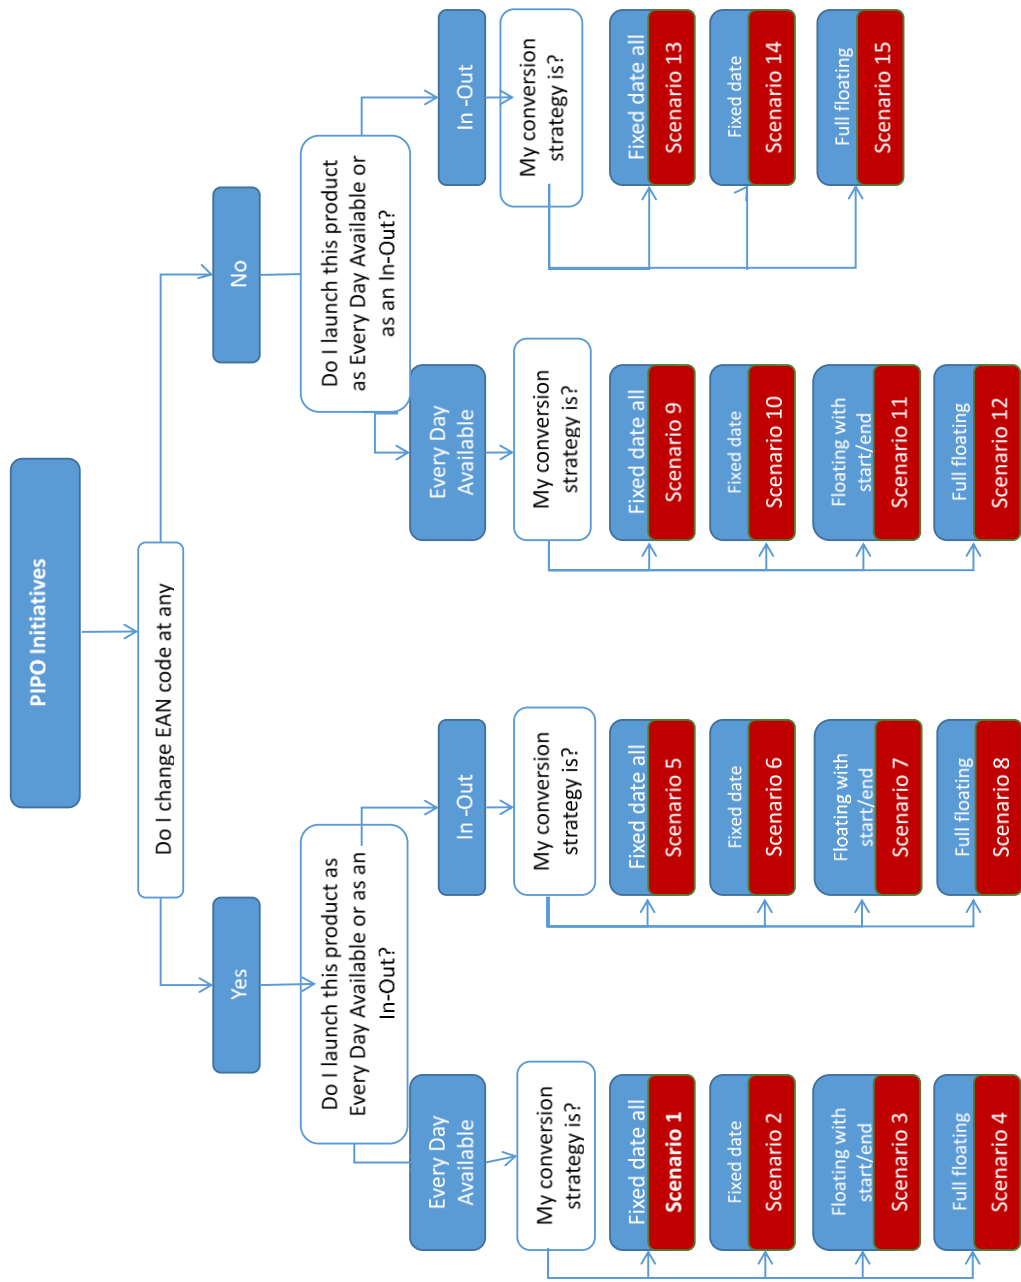 PIPO Initiatives
Do I change EAN code at any
Yes
No
Do I launch this product as
Every Day Available or as an
In-Out?
Do I launch this product
as Every Day Available or
as an In-Out?
Every Day
Available
In -Out
Every Day
Available
In -Out
My conversion
strategy is?
My conversion
strategy is?
My conversion
strategy is?
My conversion
strategy is?
Fixed date all
Scenario 1
Fixed date
Scenario 2
Floating with
start/end
Scenario 3
Full floating
Scenario 4
Fixed date all
Scenario 5
Fixed date
Scenario 6
Floating with
start/end
Scenario 7
Full floating
Scenario 8
Fixed date all
Scenario 9
Fixed date
Scenario 10
Floating with
start/end
Scenario 11
Full floating
Scenario 12
Fixed date all
Scenario 13
Fixed date
Scenario 14
Full floating
Scenario 15